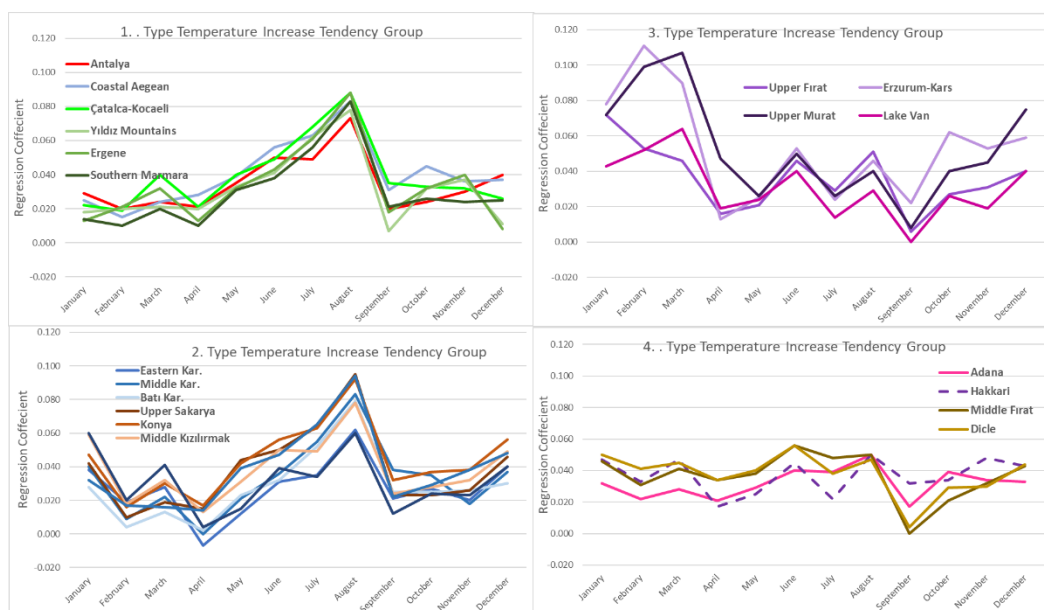 1. . Type Temperature Increase Tendency Group
0.120
0.100
0.080
0.060
0.040
0.020
0.000
-0.020
Regression Coffecient
Antalya
Coastal Aegean
Çatalca-Kocaeli
Yıldız Mountains
Ergene
Southern Marmara
January
February
March
April
May
June
July
August
September
October
November
December
3. Type Temperature Increase Tendency Group
0.120
0.100
0.080
0.060
0.040
0.020
0.000
-0.020
Regression Coffecient
Upper Fırat
Erzurum-Kars
Upper Murat
Lake Van
January
February
March
April
May
June
July
August
September
October
November
December
2. Type Temperature Increase Tendency Group
0.120
0.100
0.080
0.060
0.040
0.020
0.000
-0.020
Regression Coffecient
Eastern Kar.
Middle Kar.
Batı Kar.
Upper Sakarya
Konya
Middle Kızılırmak
January
February
March
April
May
June
July
August
September
October
November
December
4. . Type Temperature Increase Tendency Group
0.120
0.100
0.080
0.060
0.040
0.020
0.000
-0.020
Regression Coffecient
Adana
Hakkari
Middle Fırat
Dicle
January
February
March
April
May
June
July
August
September
October
November
December